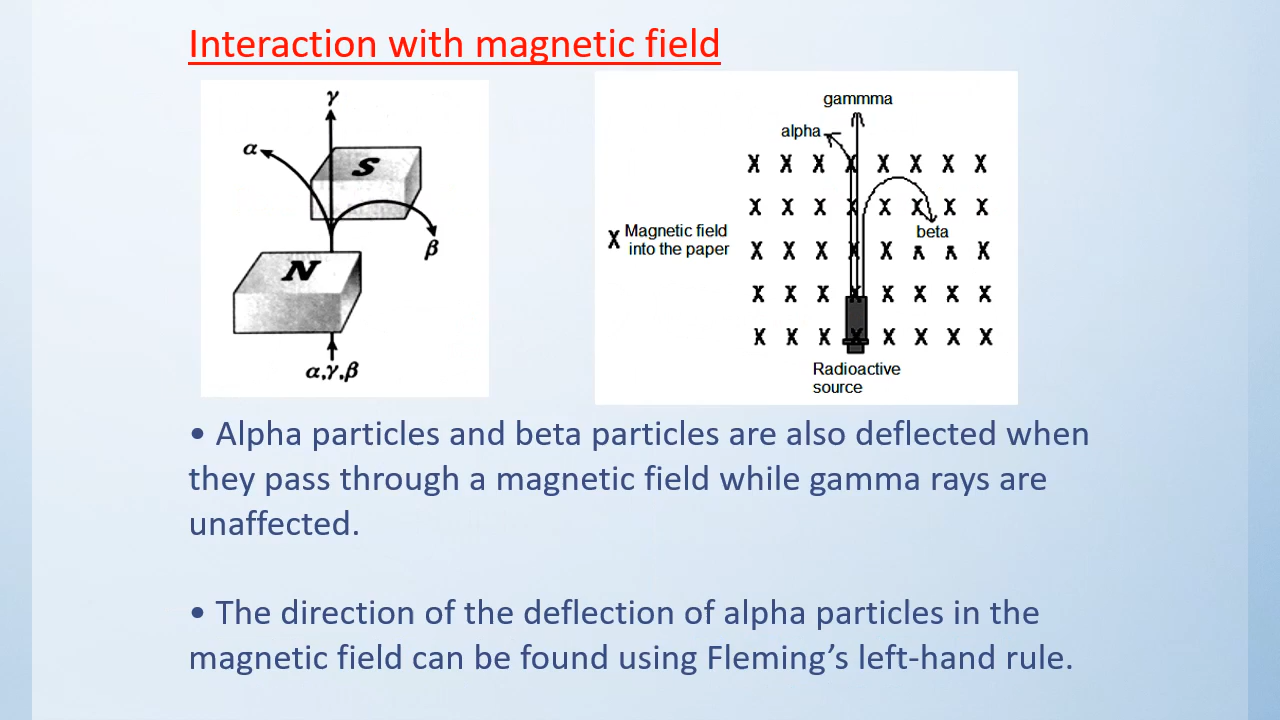 Interaction with magnetic field
γ
α
S
β
N
α,γ,β
gammma
alpha
X X X X X X X X
X X X X X X X X
beta
X Magnetic field
into the paper
X X X X X X X X
X X X X X X X X
X X X X X X X X
Radioactive
source
• Alpha particles and beta particles are also deflected when
they pass through a magnetic field while gamma rays are
unaffected.
• The direction of the deflection of alpha particles in the
magnetic field can be found using Fleming’s left-hand rule.